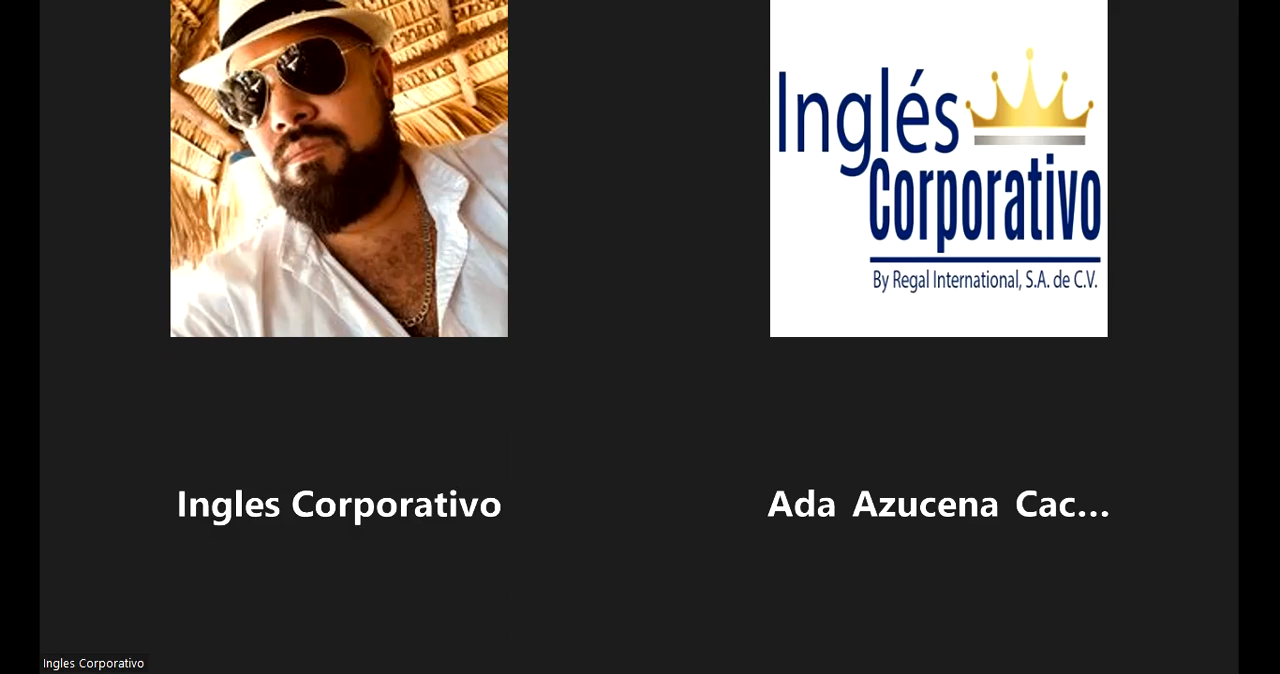 Inglés
Corporativo
By Regal International, S.A. de C.V.
Ingles Corporativo
Ada Azucena Cac...
Ingles Corporativo